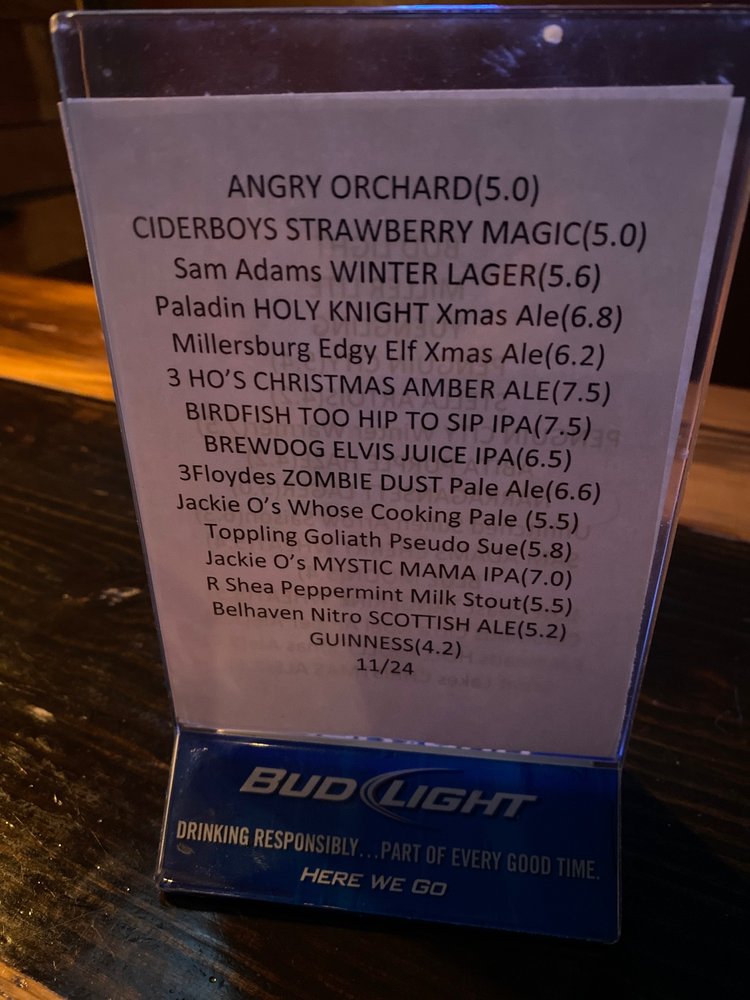 ANGRY ORCHARD(5.0)
CIDERBOYS STRAWBERRY MAGIC(5.0)
Sam Adams WINTER LAGER(5.6)
Paladin HOLY KNIGHT Xmas Ale(6.8)
Millersburg Edgy Elf Xmas Ale(6.2)
3 HO'S CHRISTMAS AMBER ALE(7.5)
BIRDFISH TOO HIP TO SIP IPA(7.5)
BREWDOG ELVIS JUICE IPA(6.5)
3Floydes ZOMBIE DUST Pale Ale(6.6)
Jackie O's Whose Cooking Pale (5.5)
Toppling Goliath Pseudo Sue(5.8)
Jackie O's MYSTIC MAMA IPA(7.0)
R Shea Peppermint Milk Stout(5.5)
Belhaven Nitro SCOTTISH ALE(5.2)
GUINNESS(4.2)
11/24
BUD LIGHT
DRINKING RESPONSIBLY...PART OF EVERY GOOD TIME.
HERE WE GO